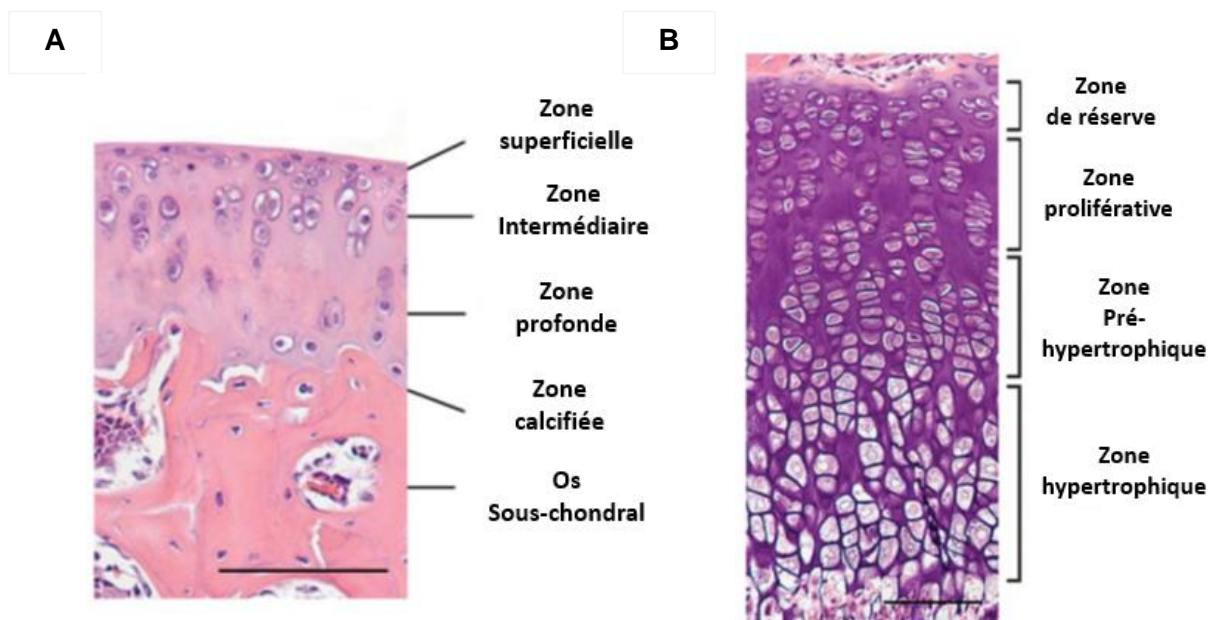 A
Zone
superficielle
Zone
Intermédiaire
Zone
profonde
Zone
calcifiée
Os
Sous-chondral
B
Zone
de réserve
Zone
proliférative
Zone
Pré-
hypertrophique
Zone
hypertrophique